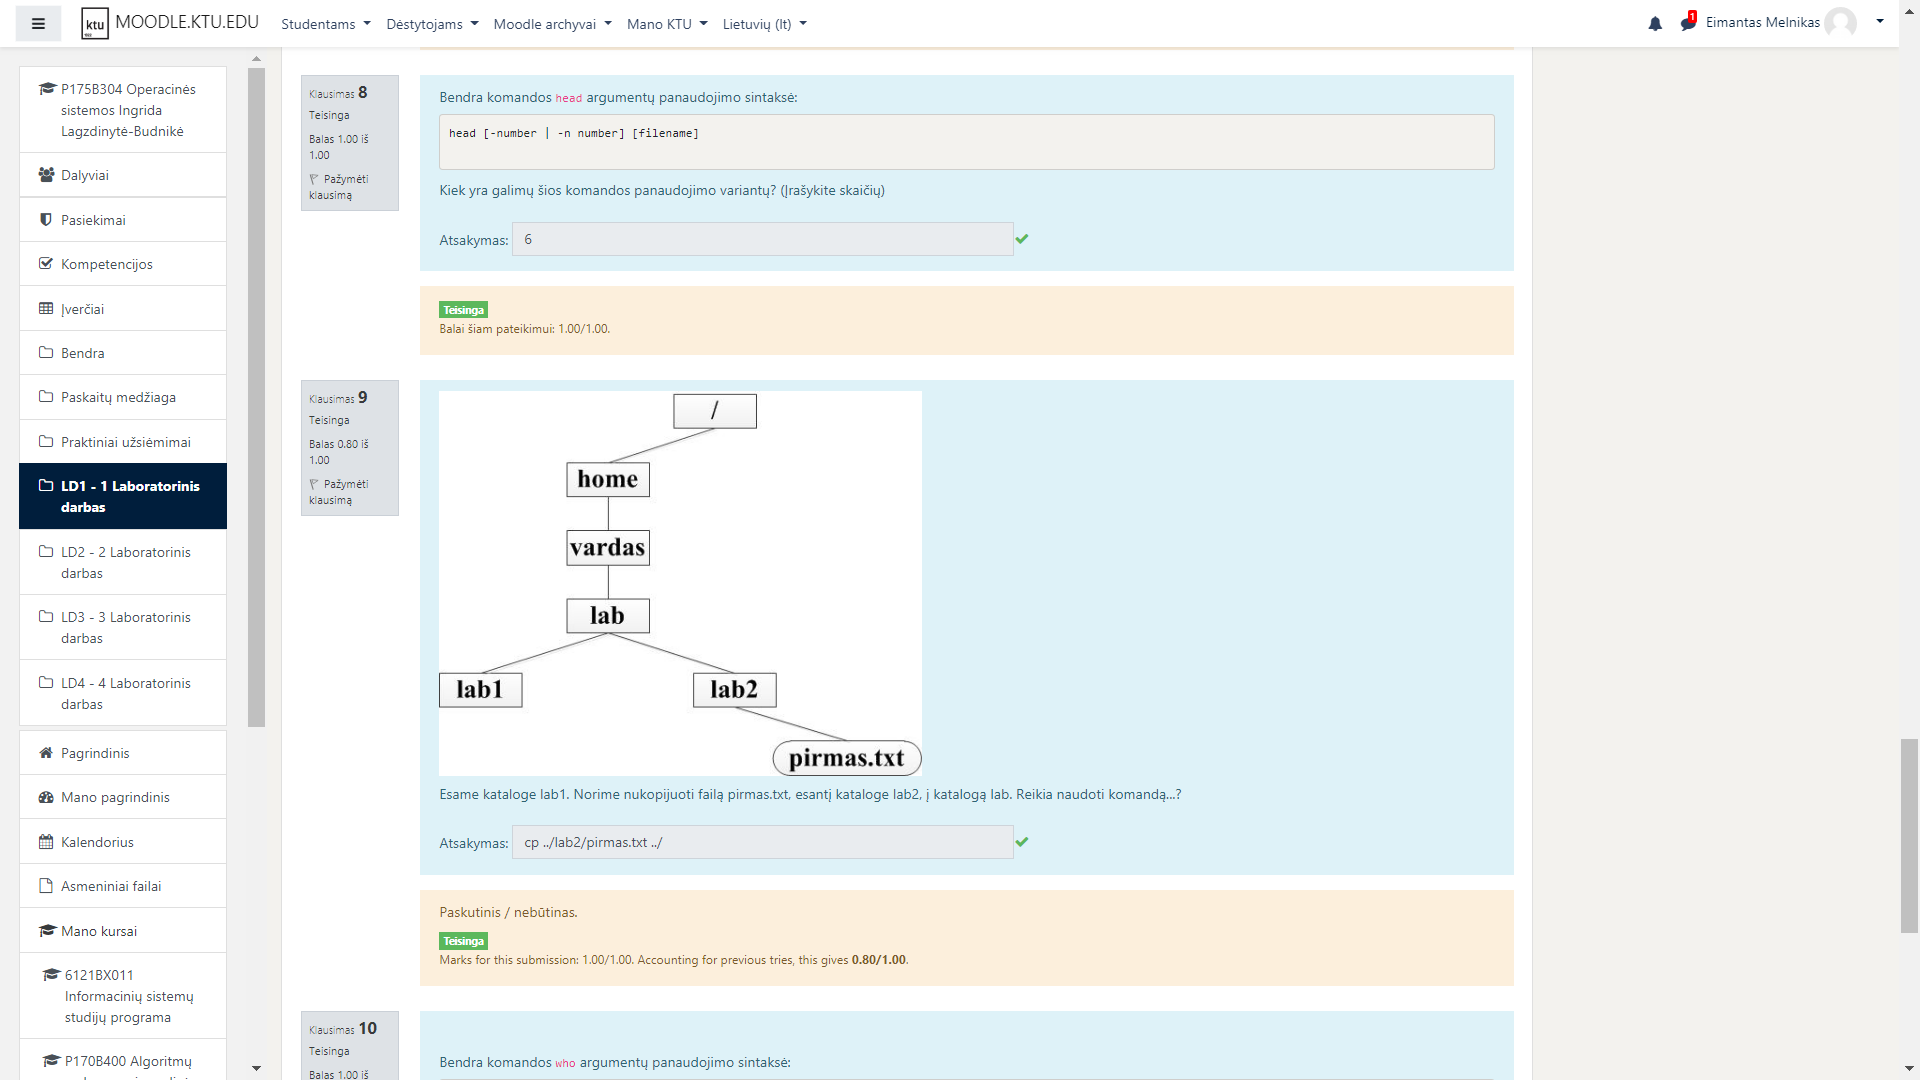 ktu
1922
MOODLE.KTU.EDU
Studentams
Dėstytojams
Moodle archyvai
Mano KTU
Lietuvių ‎(lt)‎
1
Eimantas Melnikas
P175B304 Operacinės
sistemos Ingrida
Lagzdinytė-Budnikė
Dalyviai
Pasiekimai
Kompetencijos
Įverčiai
Bendra
Paskaitų medžiaga
Praktiniai užsiėmimai
LD1 - 1 Laboratorinis
darbas
LD2 - 2 Laboratorinis
darbas
LD3 - 3 Laboratorinis
darbas
LD4 - 4 Laboratorinis
darbas
Pagrindinis
Mano pagrindinis
Kalendorius
Asmeniniai failai
Mano kursai
6121BX011
Informacinių sistemų
studijų programa
P170B400 Algoritmų
Klausimas 8
Teisinga
Balas 1.00 iš
1.00
Pažymėti
klausimą
Bendra komandos head argumentų panaudojimo sintaksė:
head [-number | -n number] [filename]
Kiek yra galimų šios komandos panaudojimo variantų? (Įrašykite skaičių)
Atsakymas: 6
Teisinga
Balai šiam pateikimui: 1.00/1.00.
Klausimas 9
Teisinga
Balas 0.80 iš
1.00
Pažymėti
klausimą
/
home
vardas
lab
lab1
lab2
pirmas.txt
Esame kataloge lab1. Norime nukopijuoti failą pirmas.txt, esantį kataloge lab2, į katalogą lab. Reikia naudoti komandą...?
Atsakymas: cp ../lab2/pirmas.txt ../
Paskutinis / nebūtinas.
Teisinga
Marks for this submission: 1.00/1.00. Accounting for previous tries, this gives 0.80/1.00.
Klausimas 10
Teisinga
Balas 1.00 iš
Bendra komandos who argumentų panaudojimo sintaksė: